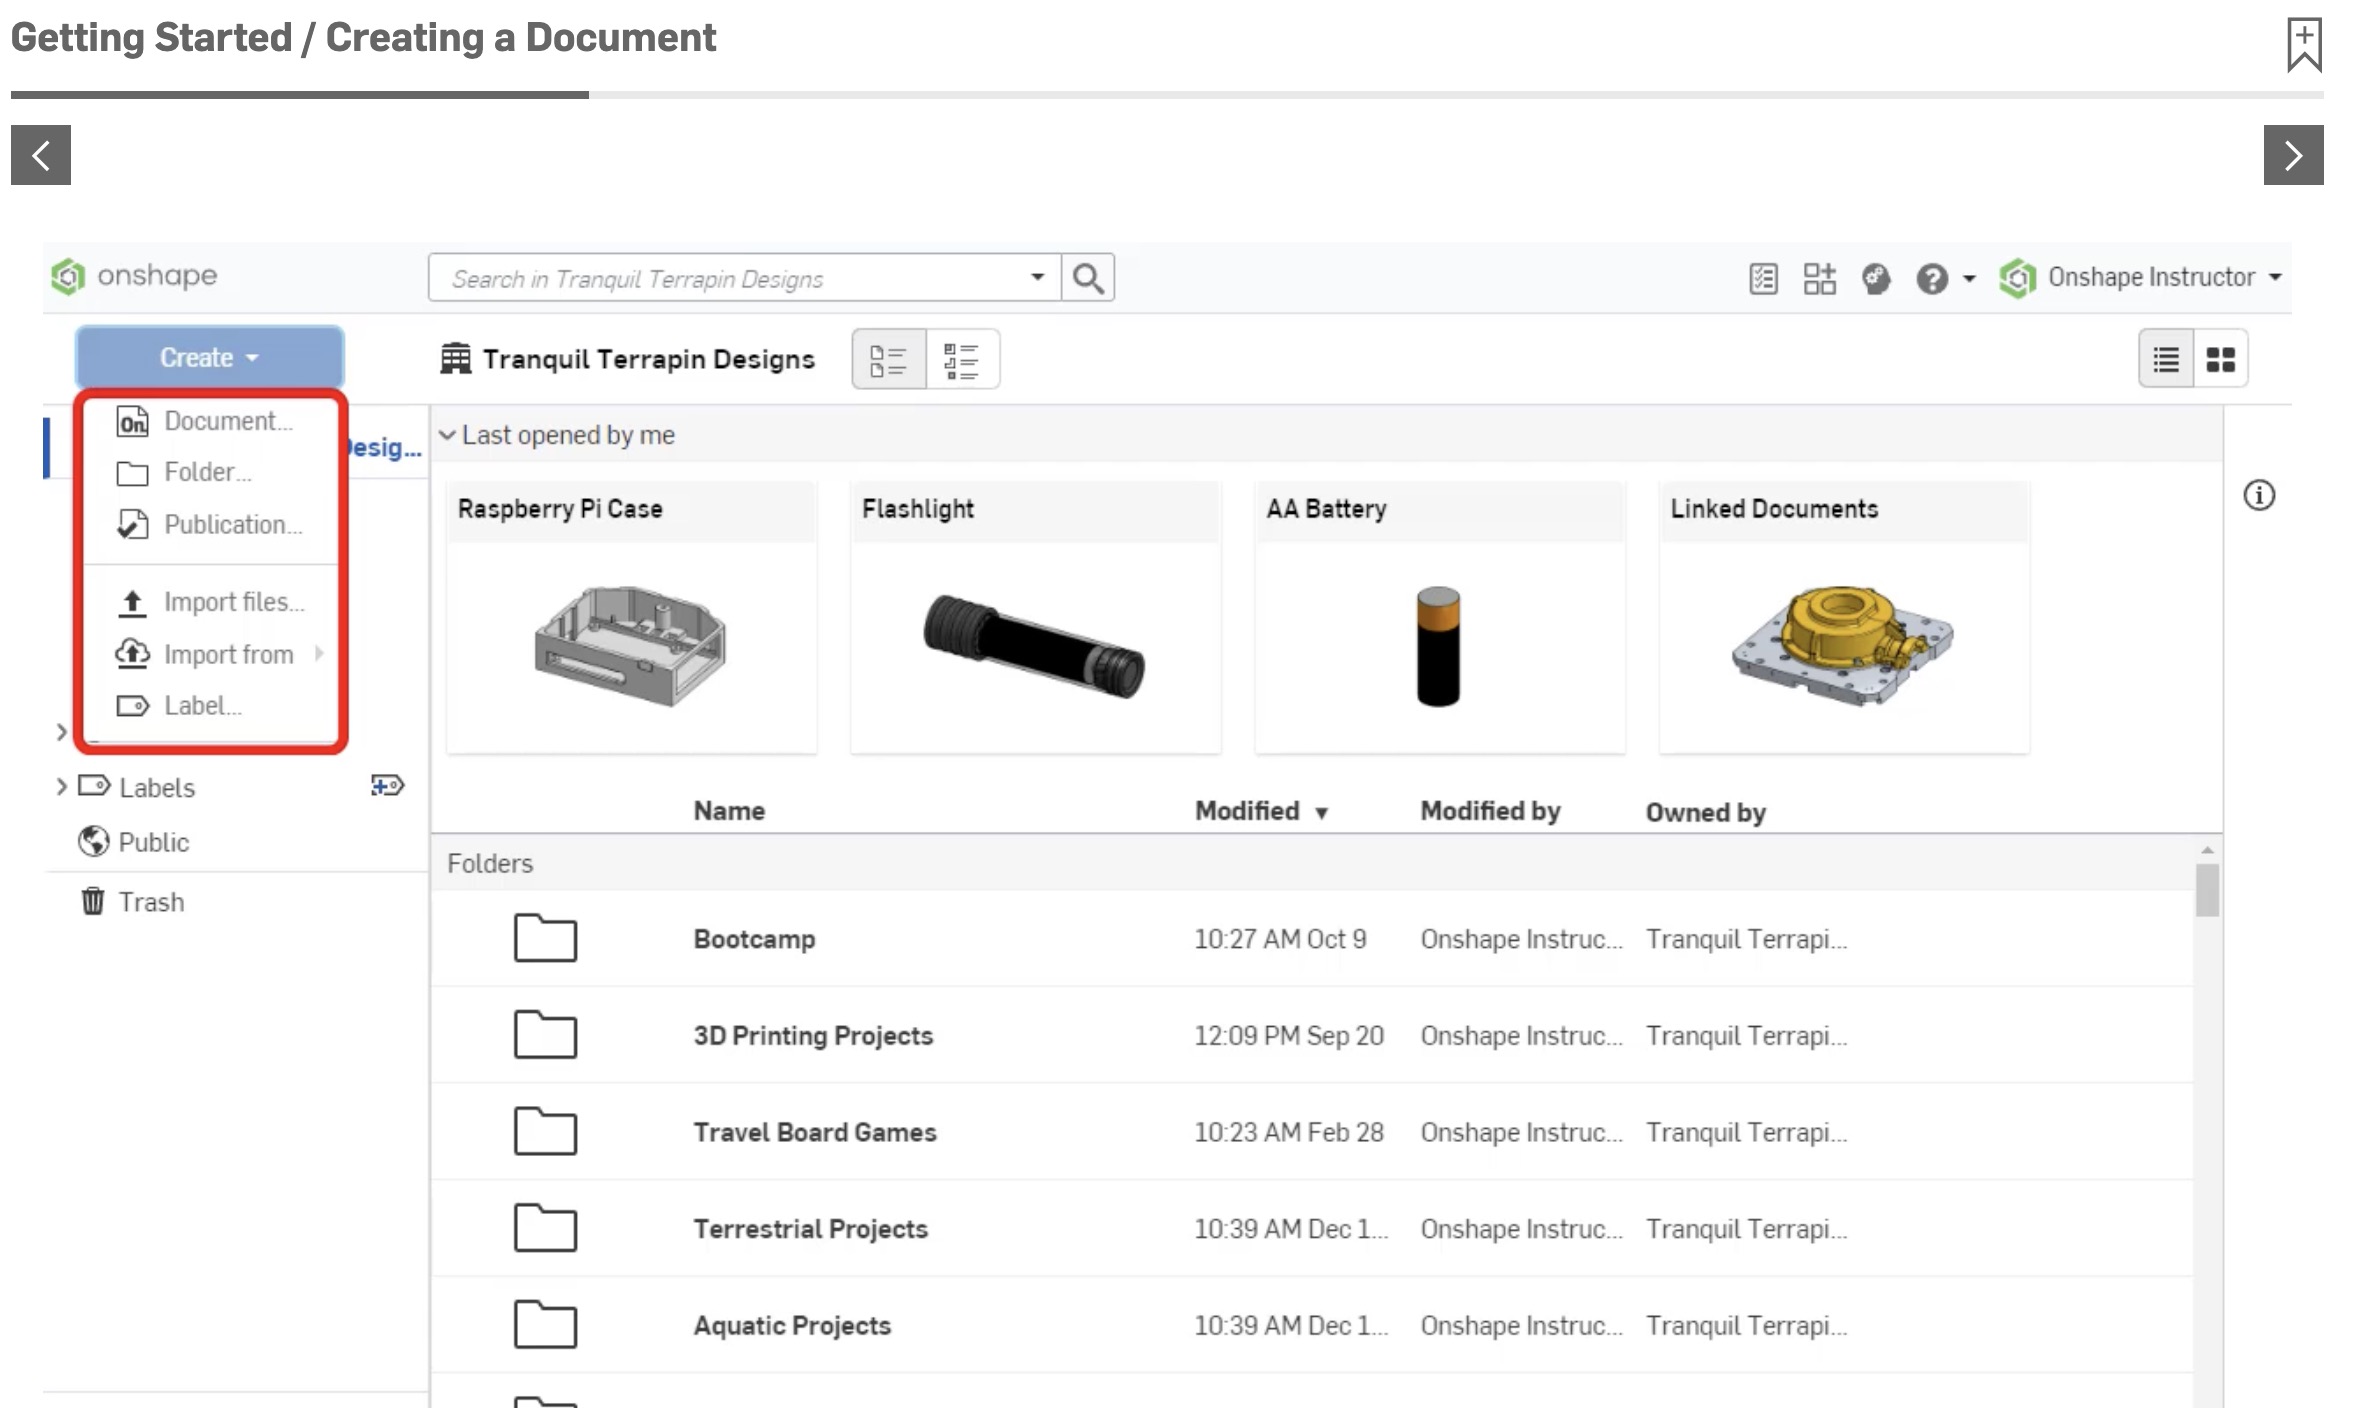 Getting Started / Creating a Document
onshape
Search in Tranquil Terrapin Designs
Onshape Instructor
Create
Tranquil Terrapin Designs
Document...
Folder...
Publication...
Import files...
Import from
Label...
esig...
Labels
Public
Trash
Last opened by me
Raspberry Pi Case
Flashlight
AA Battery
Linked Documents
Name Modified Modified by Owned by
Folders
Bootcamp 10:27 AM Oct 9 Onshape Instruc... Tranquil Terrapi...
3D Printing Projects 12:09 PM Sep 20 Onshape Instruc... Tranquil Terrapi...
Travel Board Games 10:23 AM Feb 28 Onshape Instruc... Tranquil Terrapi...
Terrestrial Projects 10:39 AM Dec 1... Onshape Instruc... Tranquil Terrapi...
Aquatic Projects 10:39 AM Dec 1... Onshape Instruc... Tranquil Terrapi...